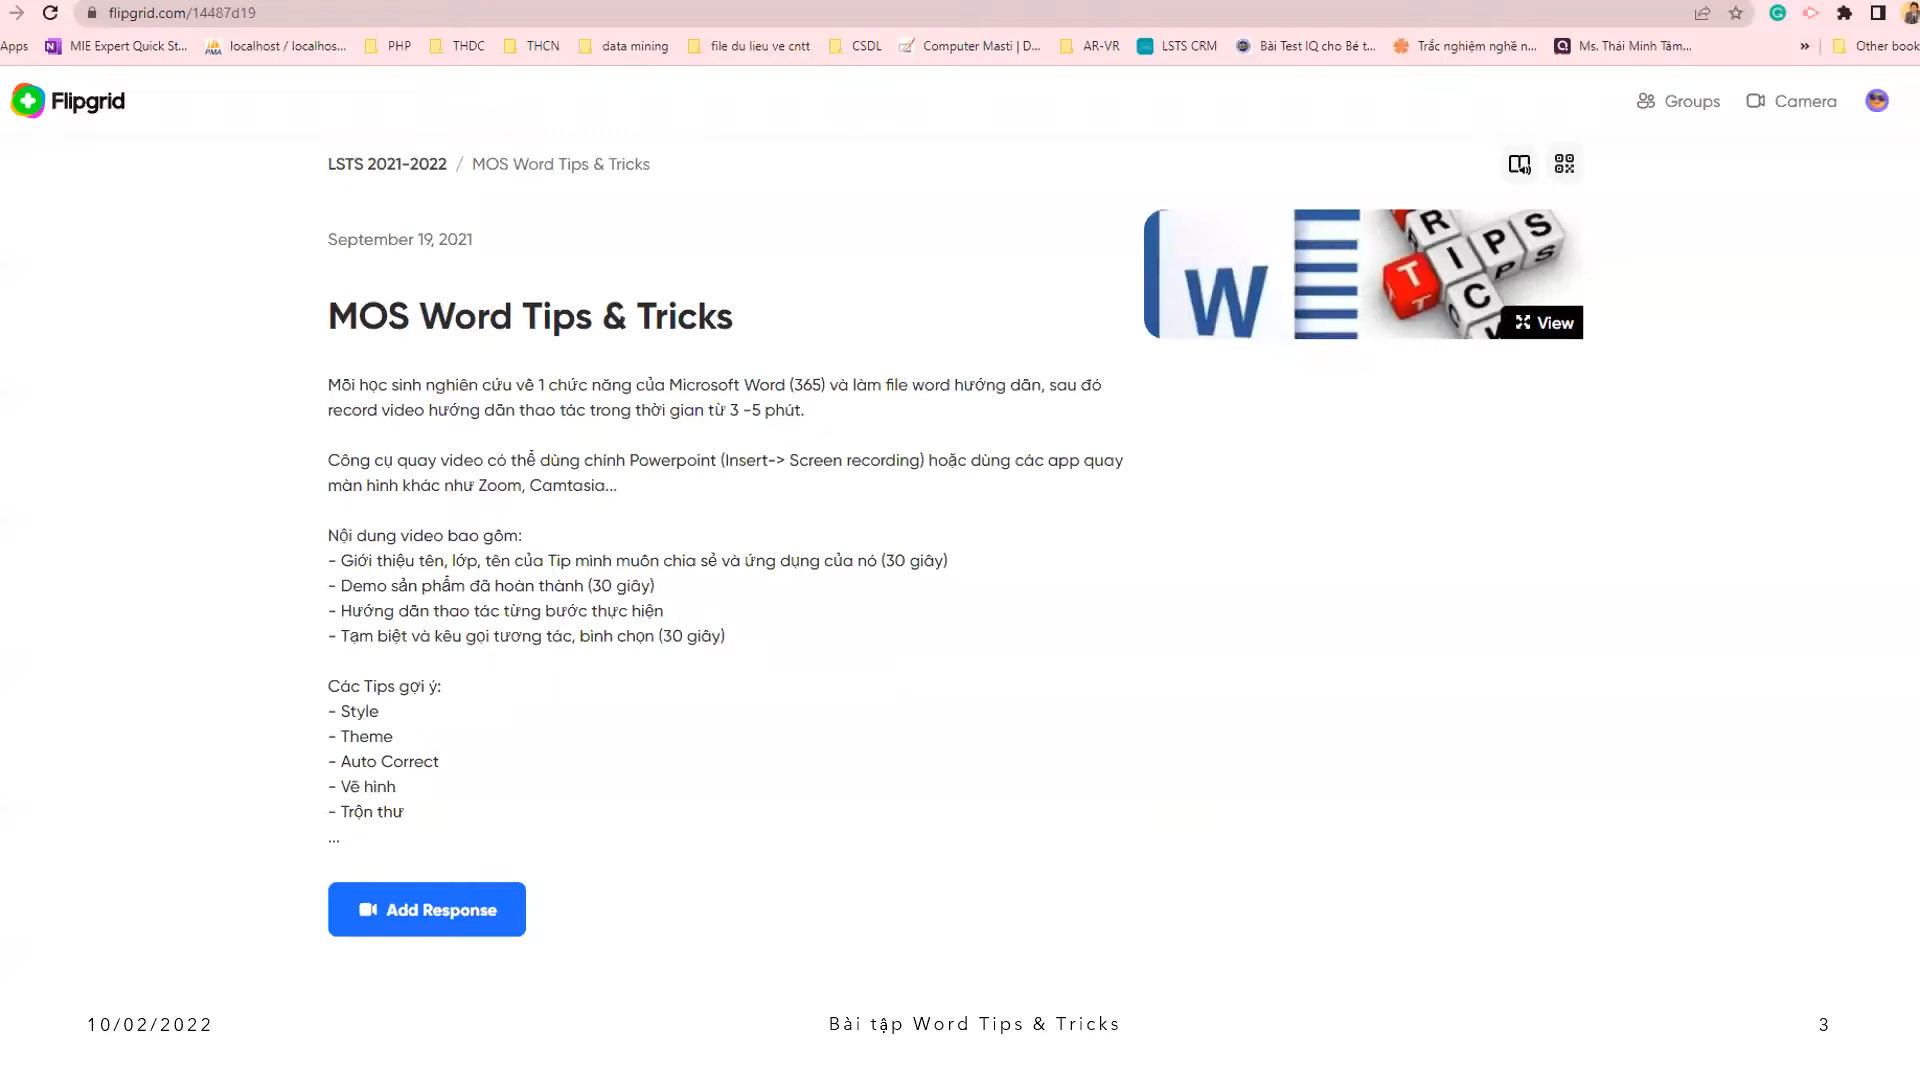 flipgrid.com/14487d19
Apps MIE Expert Quick St... localhost / localhos... PHP THDC THCN data mining file du lieu ve cntt CSDL Computer Masti | D... AR-VR LSTS CRM Bài Test IQ cho Bé t... Trắc nghiệm nghề n... Ms. Thái Minh Tâm... » Other book
Flipgrid
Groups Camera
LSTS 2021-2022 / MOS Word Tips & Tricks
September 19, 2021
W TIPS TRIC
View
MOS Word Tips & Tricks
Mỗi học sinh nghiên cứu về 1 chức năng của Microsoft Word (365) và làm file word hướng dẫn, sau đó
record video hướng dẫn thao tác trong thời gian từ 3 -5 phút.
Công cụ quay video có thể dùng chính Powerpoint (Insert-> Screen recording) hoặc dùng các app quay
màn hình khác như Zoom, Camtasia...
Nội dung video bao gồm:
- Giới thiệu tên, lớp, tên của Tip mình muốn chia sẻ và ứng dụng của nó (30 giây)
- Demo sản phẩm đã hoàn thành (30 giây)
- Hướng dẫn thao tác từng bước thực hiện
- Tạm biệt và kêu gọi tương tác, bình chọn (30 giây)
Các Tips gợi ý:
- Style
- Theme
- Auto Correct
- Vẽ hình
- Trộn thư
...
Add Response
10/02/2022
Bài tập Word Tips & Tricks
3